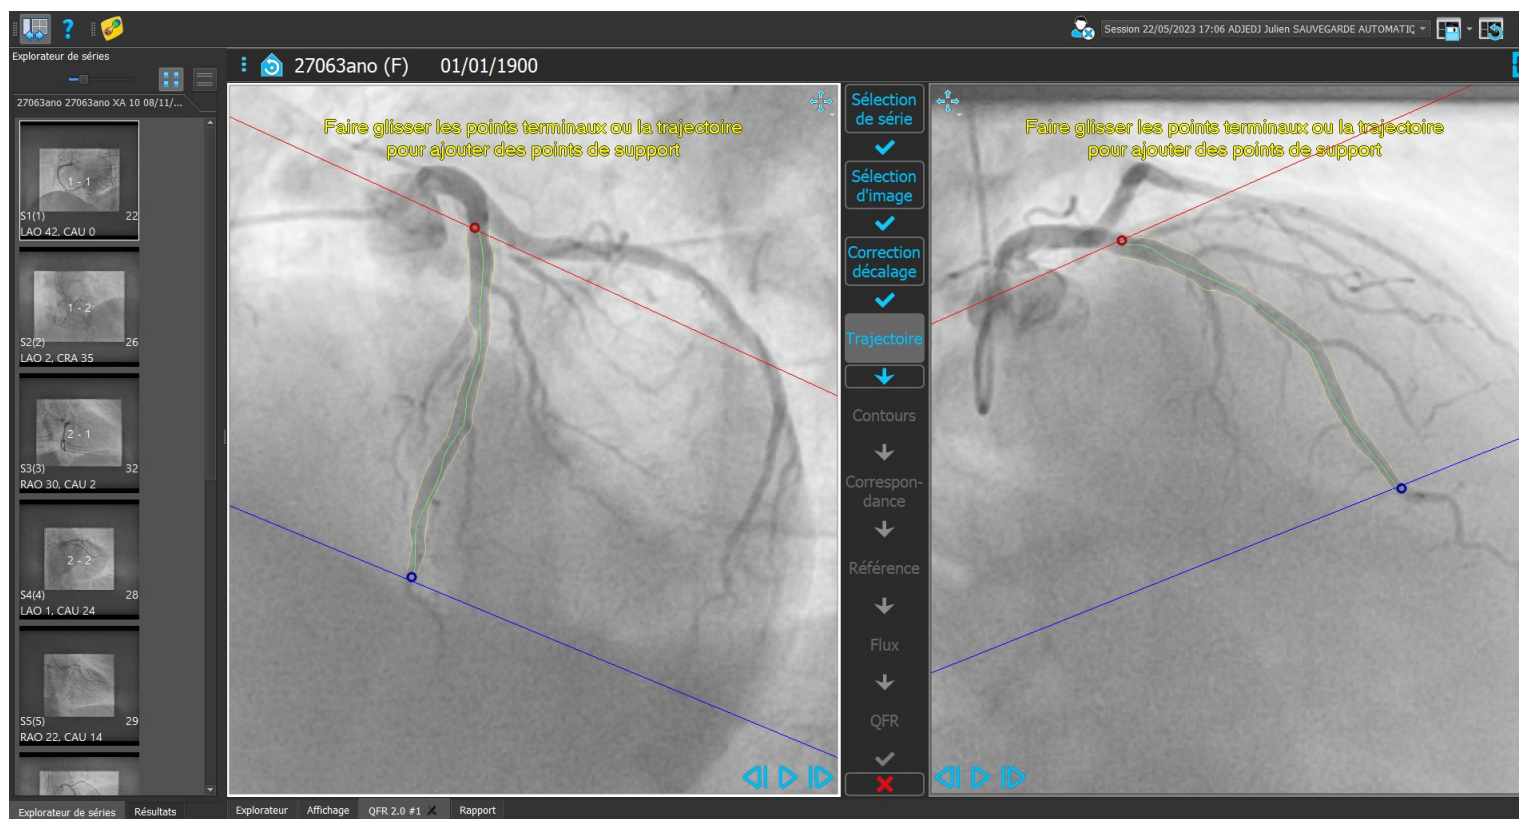 Session 22/05/2023 17:06 ADJEDJ Julien SAUVEGARDE AUTOMATIC
Explorateur de séries
27063ano 27063ano XA 10 08/11/...
1 - 1
S1(1) 22
LAO 42, CAU 0
1 - 2
S2(2) 26
LAO 2, CRA 35
2 - 1
S3(3) 32
RAO 30, CAU 2
2 - 2
S4(4) 28
LAO 1, CAU 24
S5(5) 29
RAO 22, CAU 14
Explorateur de séries Résultats
27063ano (F) 01/01/1900
Faire glisser les points terminaux ou la trajectoire
pour ajouter des points de support
Sélection
de série
Sélection
d'image
Correction
décalage
Trajectoire
Contours
Correspon-
dance
Référence
Flux
QFR
Faire glisser les points terminaux ou la trajectoire
pour ajouter des points de support
Explorateur Affichage QFR 2.0 #1 Rapport